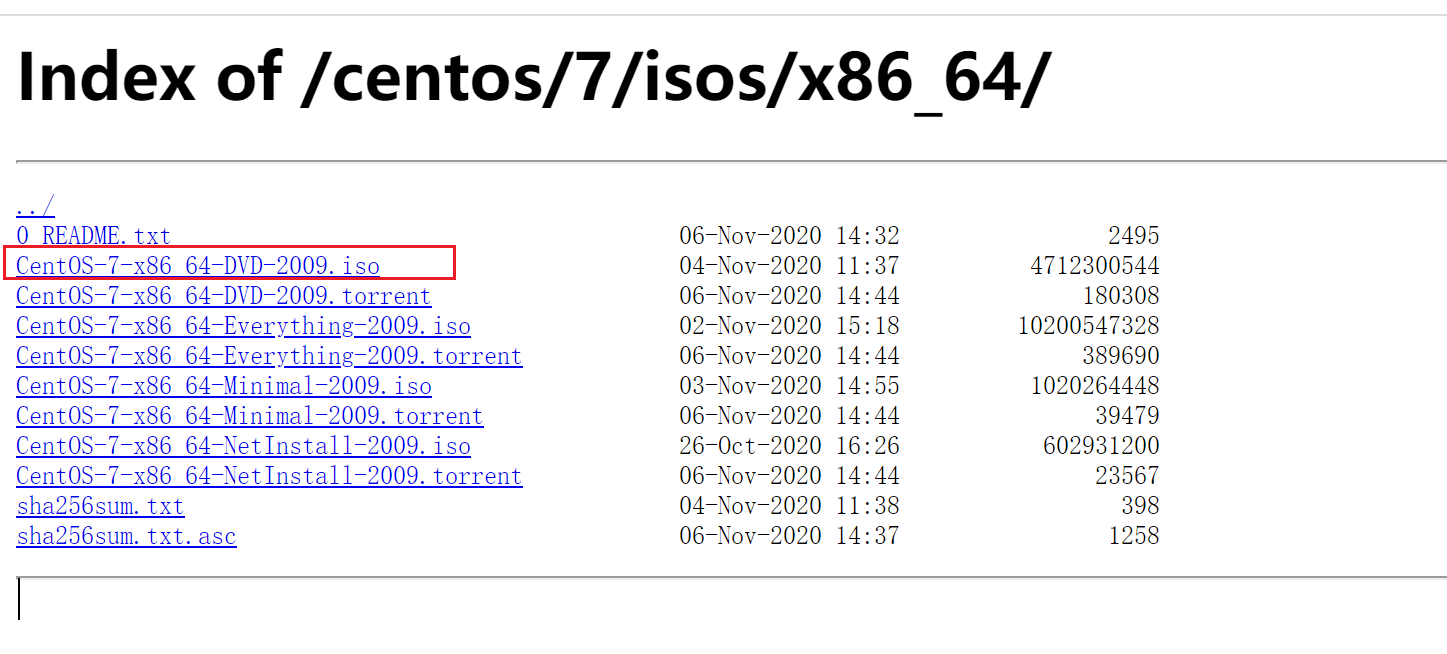 Index of /centos/7/isos/x86_64/
../
0_README.txt 06-Nov-2020 14:32 2495
CentOS-7-x86_64-DVD-2009.iso 04-Nov-2020 11:37 4712300544
CentOS-7-x86_64-DVD-2009.torrent 06-Nov-2020 14:44 180308
CentOS-7-x86_64-Everything-2009.iso 02-Nov-2020 15:18 10200547328
CentOS-7-x86_64-Everything-2009.torrent 06-Nov-2020 14:44 389690
CentOS-7-x86_64-Minimal-2009.iso 03-Nov-2020 14:55 1020264448
CentOS-7-x86_64-Minimal-2009.torrent 06-Nov-2020 14:44 39479
CentOS-7-x86_64-NetInstall-2009.iso 26-Oct-2020 16:26 602931200
CentOS-7-x86_64-NetInstall-2009.torrent 06-Nov-2020 14:44 23567
sha256sum.txt 04-Nov-2020 11:38 398
sha256sum.txt.asc 06-Nov-2020 14:37 1258